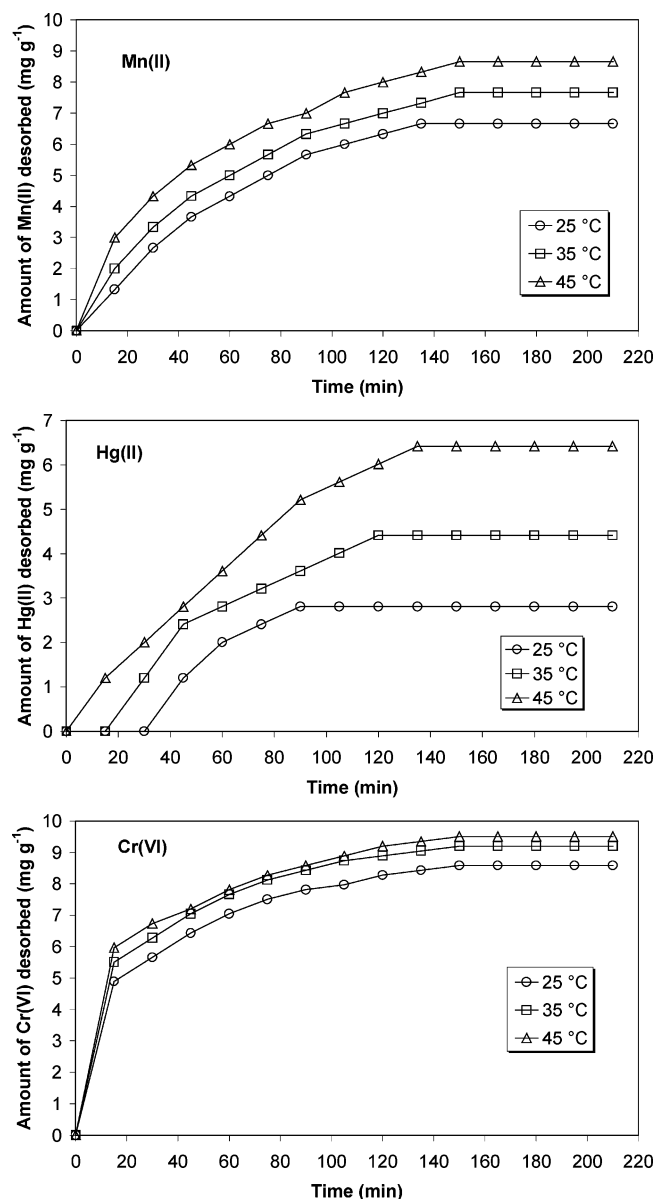 Mn(II)
Amount of Mn(II) desorbed (mg g⁻¹)
10
9
8
7
6
5
4
3
2
1
0
25 °C
35 °C
45 °C
0 20 40 60 80 100 120 140 160 180 200 220
Time (min)
Hg(II)
Amount of Hg(II) desorbed (mg g⁻¹)
7
6
5
4
3
2
1
0
25 °C
35 °C
45 °C
0 20 40 60 80 100 120 140 160 180 200 220
Time (min)
Cr(VI)
Amount of Cr(VI) desorbed (mg g⁻¹)
10
9
8
7
6
5
4
3
2
1
0
25 °C
35 °C
45 °C
0 20 40 60 80 100 120 140 160 180 200 220
Time (min)